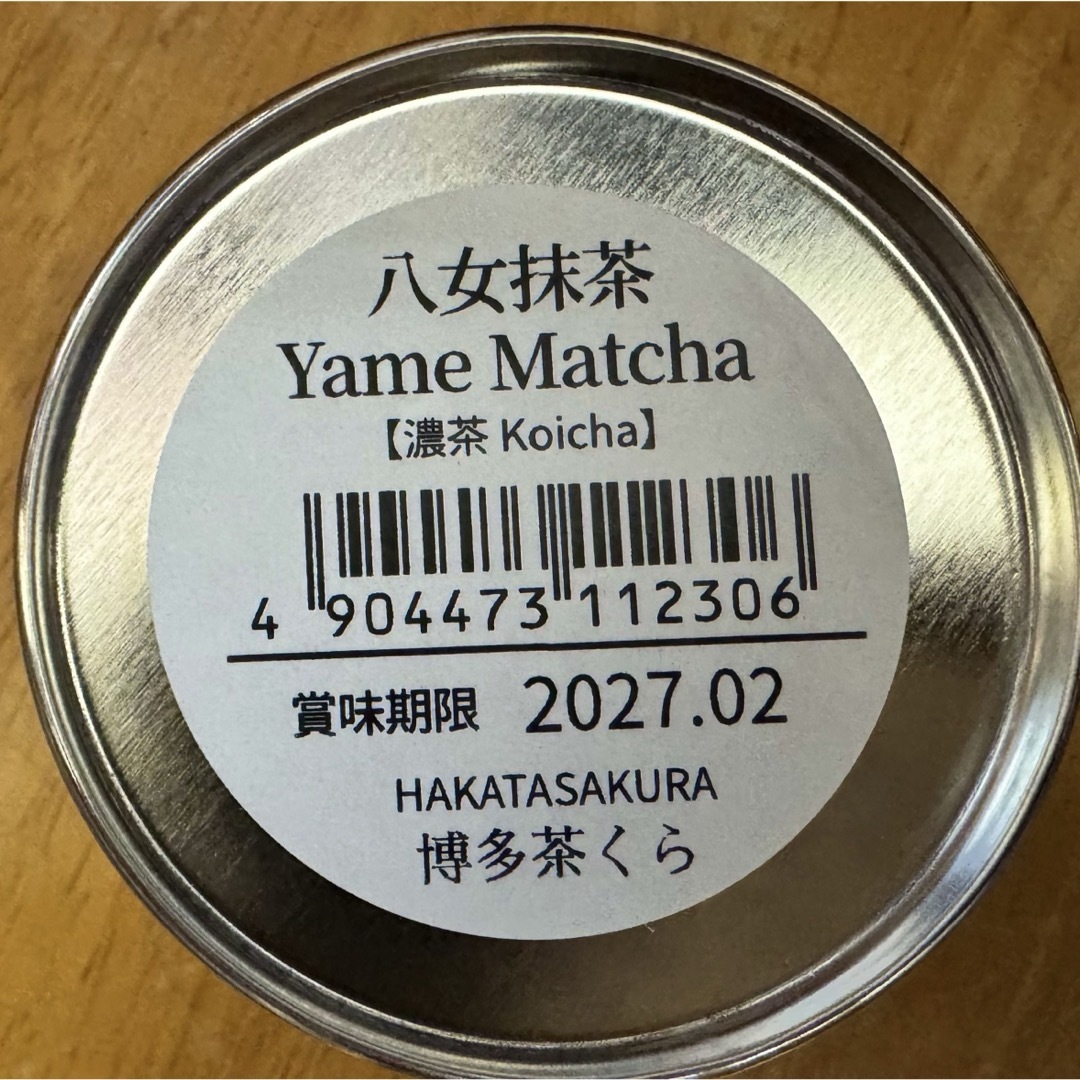 八女抹茶
Yame Matcha
【濃茶 Koicha】
4 904473 112306
賞味期限 2027.02
HAKATASAKURA
博多茶くら